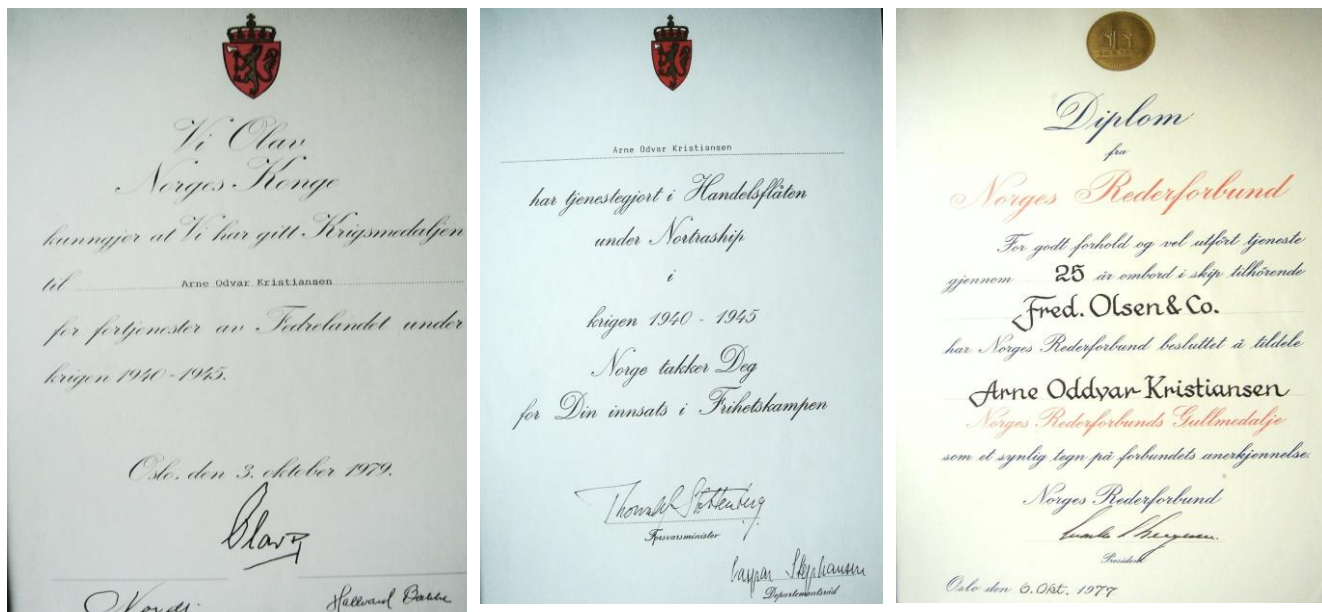 Vi Olav
Norges Konge
kunngjør at Vi har gitt Krigsmedaljen
til Arne Odvar Kristiansen
for fortjenester av Fedrelandet under
krigen 1940-1945.
Oslo, den 3. oktober 1979.
Olav R
Hallvard Bakke
Arne Odvar Kristiansen
har tjenestegjort i Handelsflåten
under Nortraship
i
krigen 1940 - 1945
Norge takker Deg
for Din innsats i Frihetskampen
Thorvald Stoltenberg
Forsvarsminister
Caspar Stephansen
Departementsråd
Diplom
fra
Norges Rederforbund
For godt forhold og vel utført tjeneste
gjennom 25 år ombord i skip tilhörende
Fred. Olsen & Co.
har Norges Rederforbund besluttet å tildele
Arne Oddvar Kristiansen
Norges Rederforbunds Gullmedalje
som et synlig tegn på forbundets anerkjennelse.
Norges Rederforbund
President
Oslo den 6. Okt. 1977